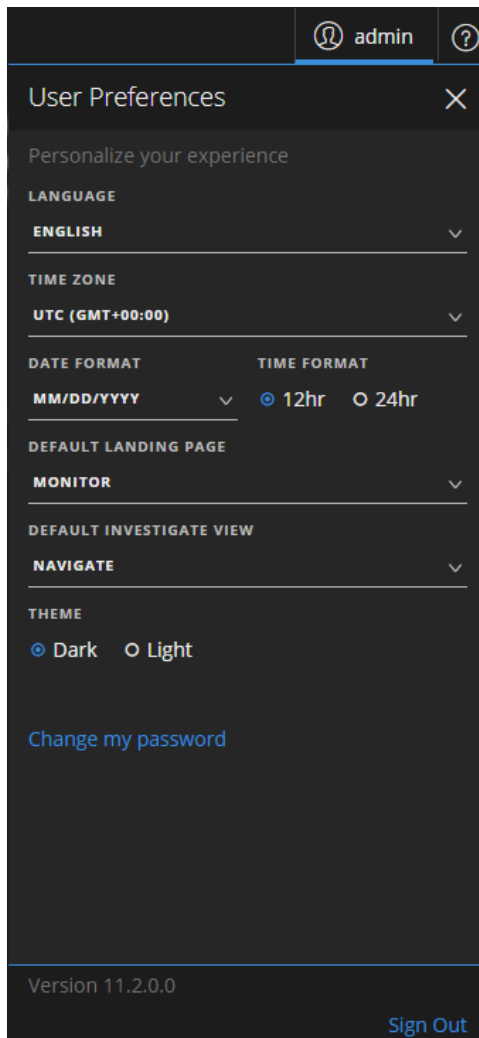 admin
User Preferences
Personalize your experience
LANGUAGE
ENGLISH
TIME ZONE
UTC (GMT+00:00)
DATE FORMAT TIME FORMAT
MM/DD/YYYY 12hr 24hr
DEFAULT LANDING PAGE
MONITOR
DEFAULT INVESTIGATE VIEW
NAVIGATE
THEME
Dark Light
Change my password
Version 11.2.0.0
Sign Out